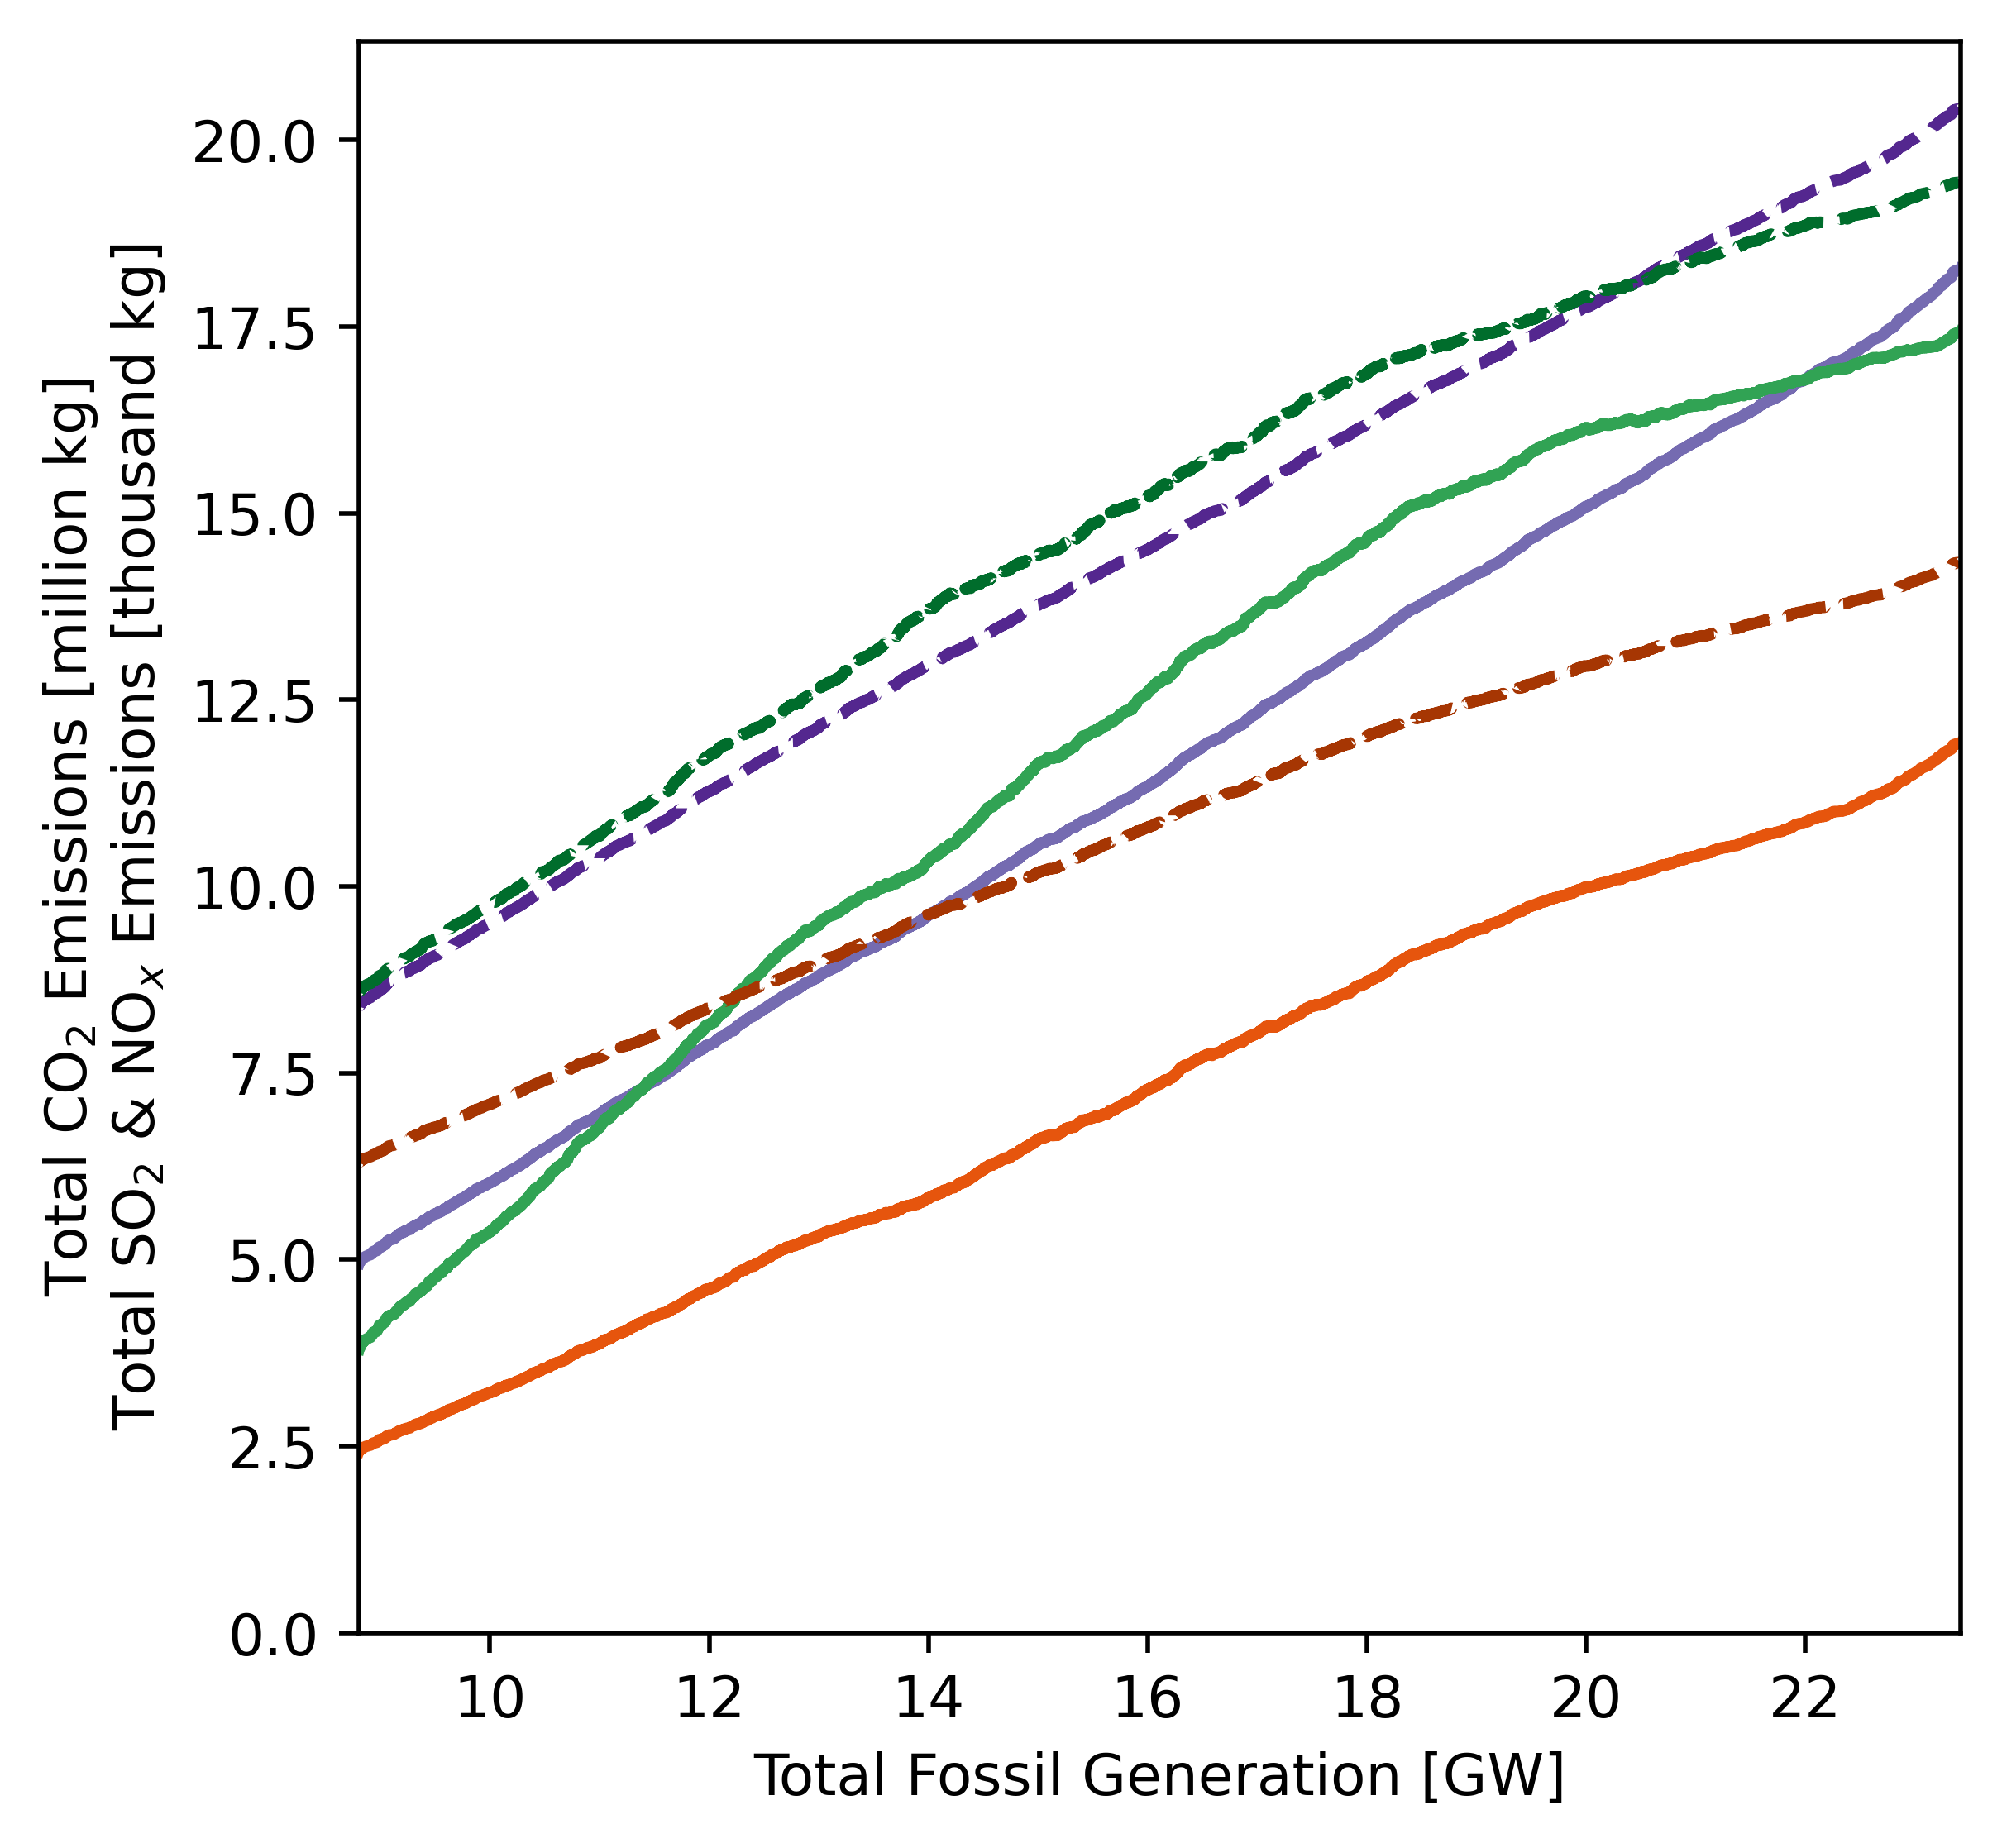 Total CO₂ Emissions [million kg]
Total SO₂ & NOₓ Emissions [thousand kg]
20.0
17.5
15.0
12.5
10.0
7.5
5.0
2.5
0.0
10 12 14 16 18 20 22
Total Fossil Generation [GW]